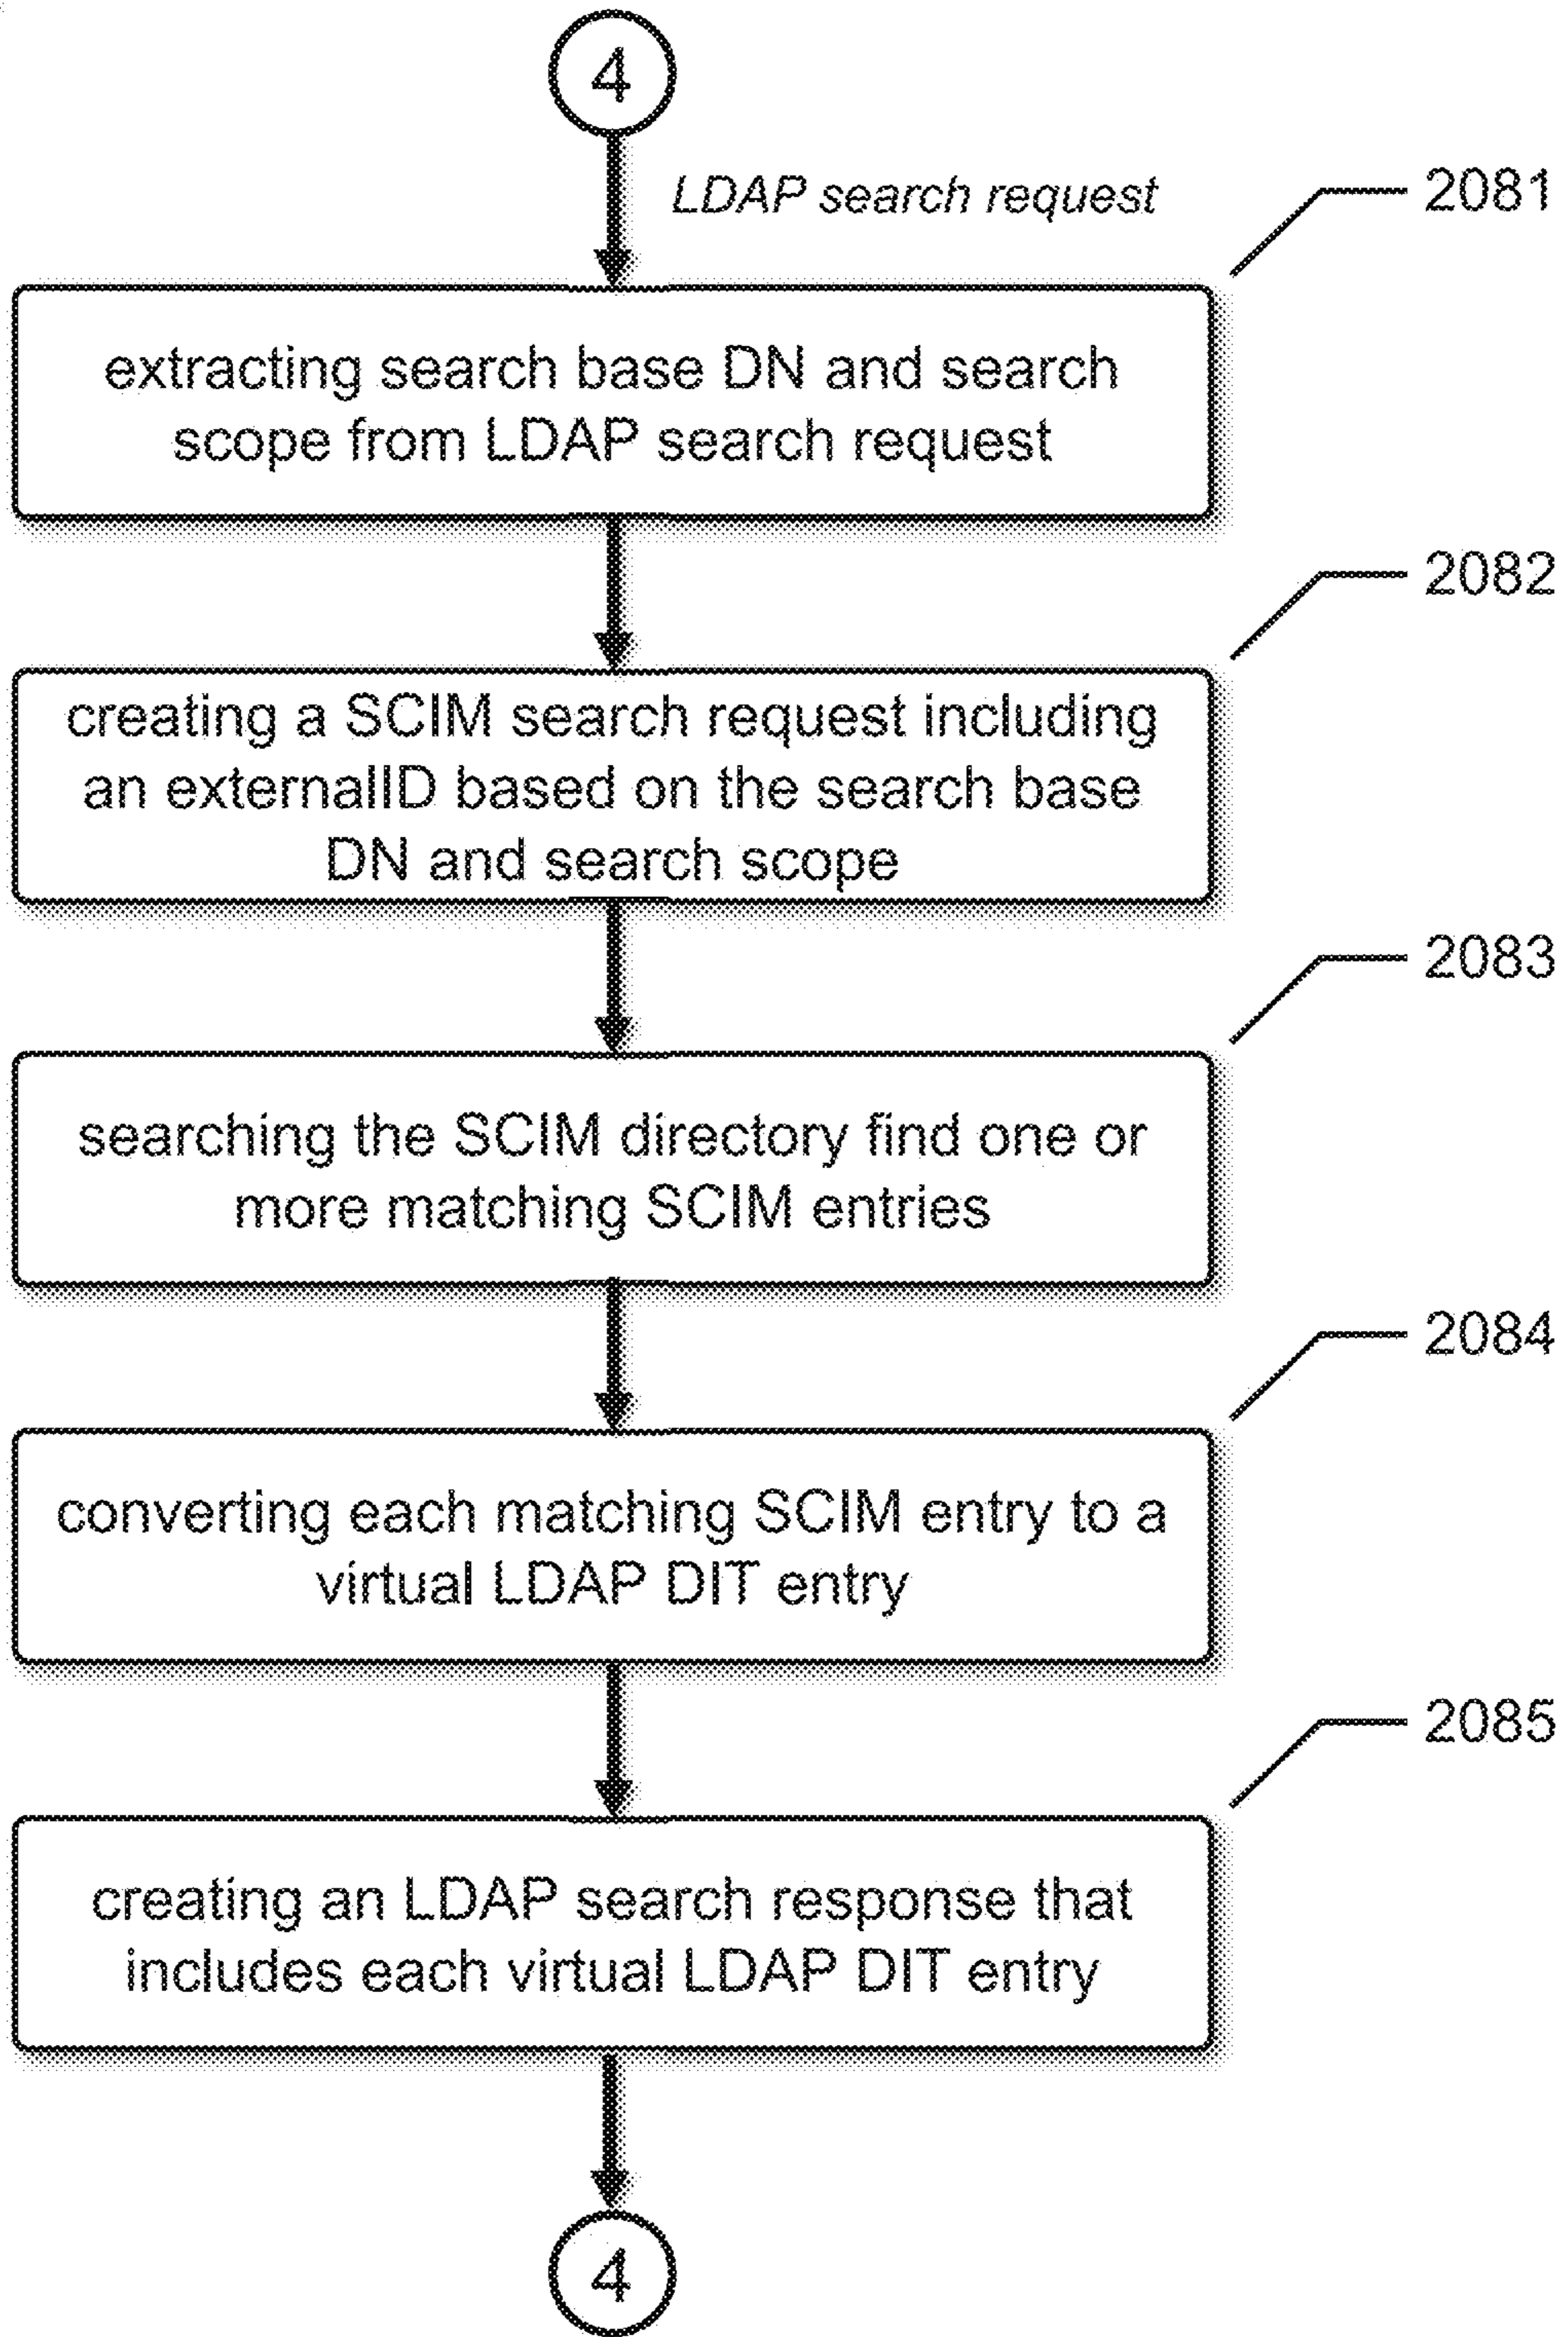 4
LDAP search request
2081
extracting search base DN and search
scope from LDAP search request
2082
creating a SCIM search request including
an externalID based on the search base
DN and search scope
2083
searching the SCIM directory find one or
more matching SCIM entries
2084
converting each matching SCIM entry to a
virtual LDAP DIT entry
2085
creating an LDAP search response that
includes each virtual LDAP DIT entry
4